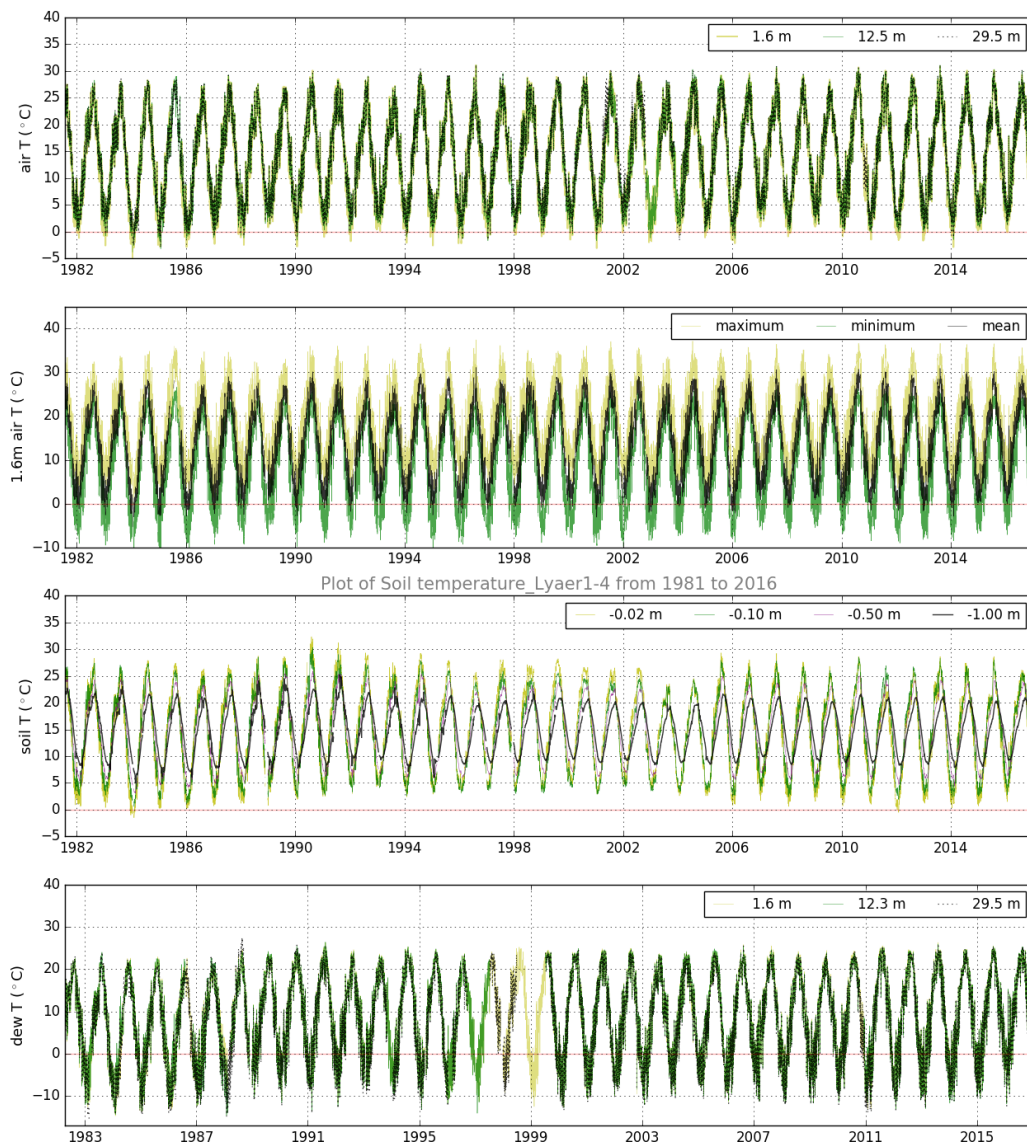 40
35
30
25
20
15
10
5
0
−5
air T (°C)
1.6 m 12.5 m 29.5 m
1982 1986 1990 1994 1998 2002 2006 2010 2014
40
30
20
10
0
−10
1.6m air T (°C)
maximum minimum mean
1982 1986 1990 1994 1998 2002 2006 2010 2014
Plot of Soil temperature_Lyaer1-4 from 1981 to 2016
40
35
30
25
20
15
10
5
0
−5
soil T (°C)
-0.02 m -0.10 m -0.50 m -1.00 m
1982 1986 1990 1994 1998 2002 2006 2010 2014
40
30
20
10
0
−10
dew T (°C)
1.6 m 12.3 m 29.5 m
1983 1987 1991 1995 1999 2003 2007 2011 2015